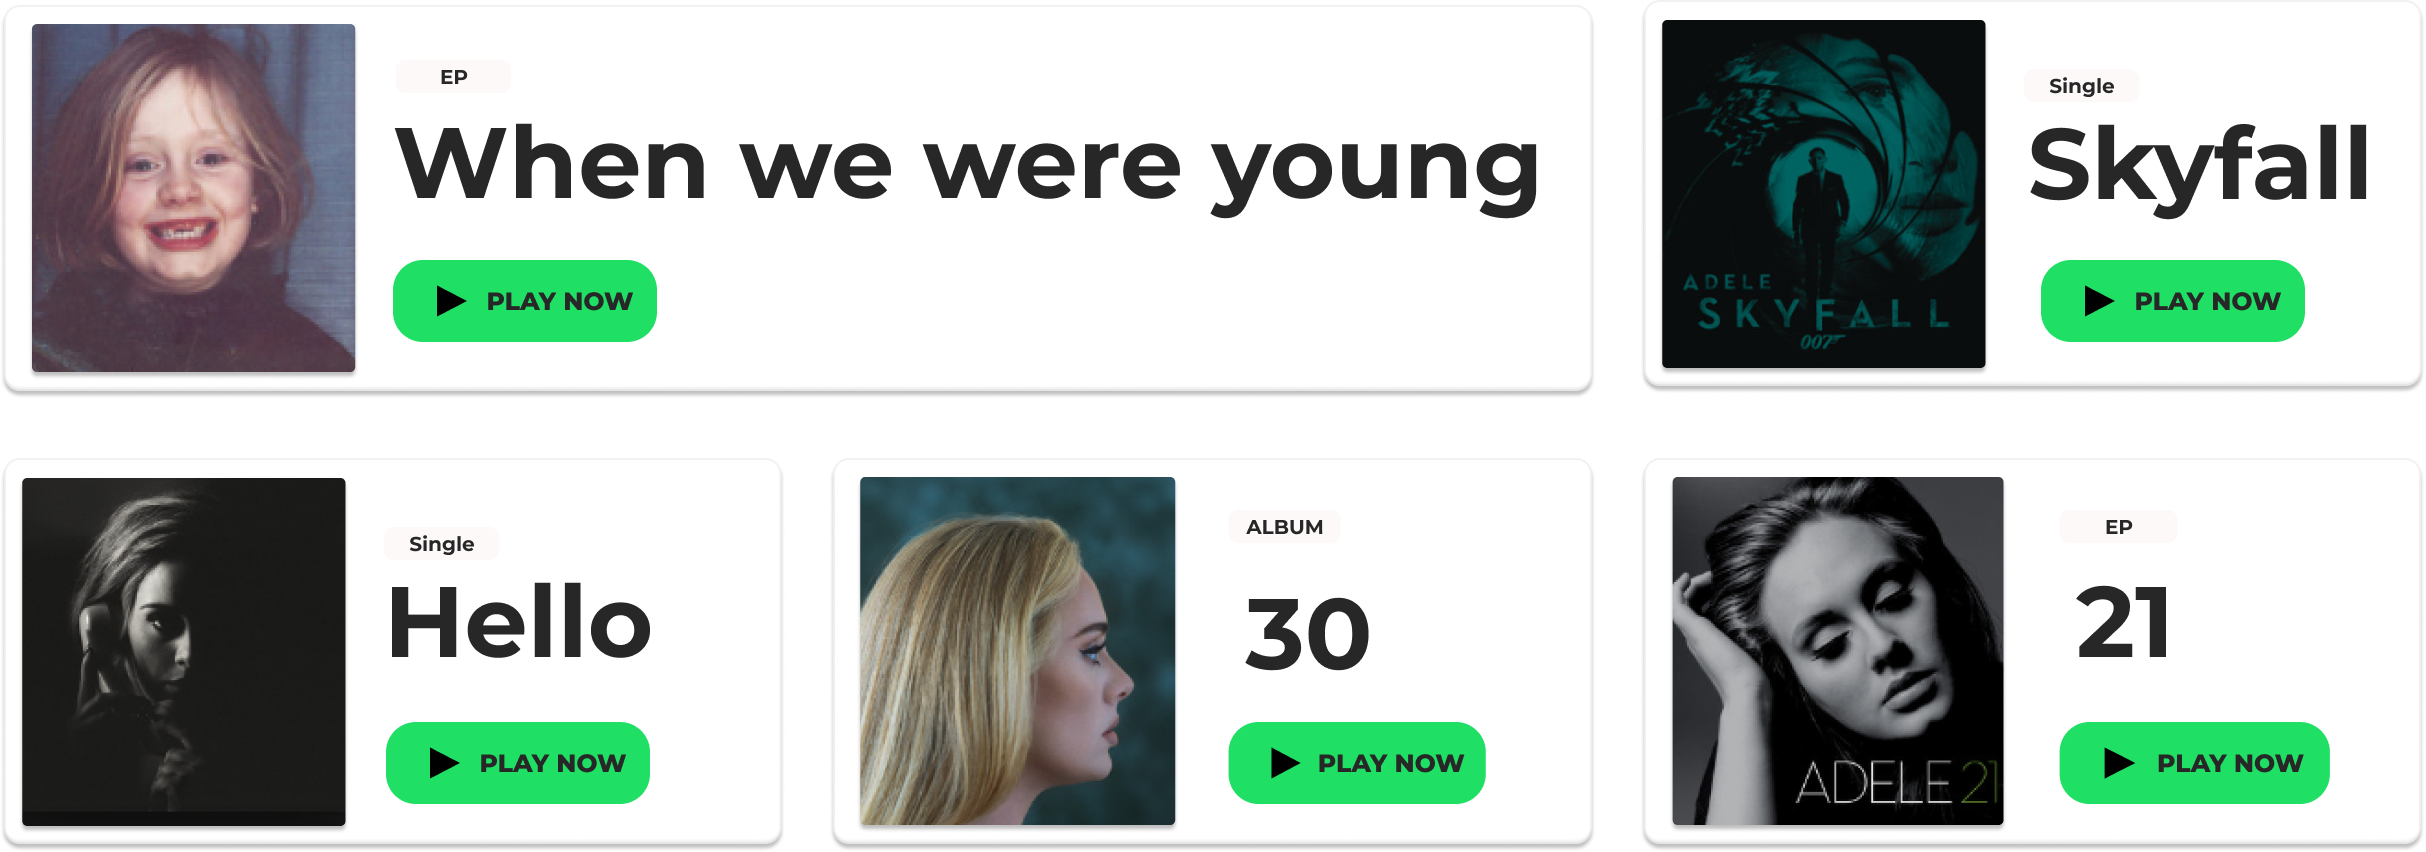 EP
When we were young
PLAY NOW
Single
Skyfall
PLAY NOW
ADELE
SKYFALL
007
Single
Hello
PLAY NOW
ALBUM
30
PLAY NOW
EP
21
PLAY NOW
ADELE 21